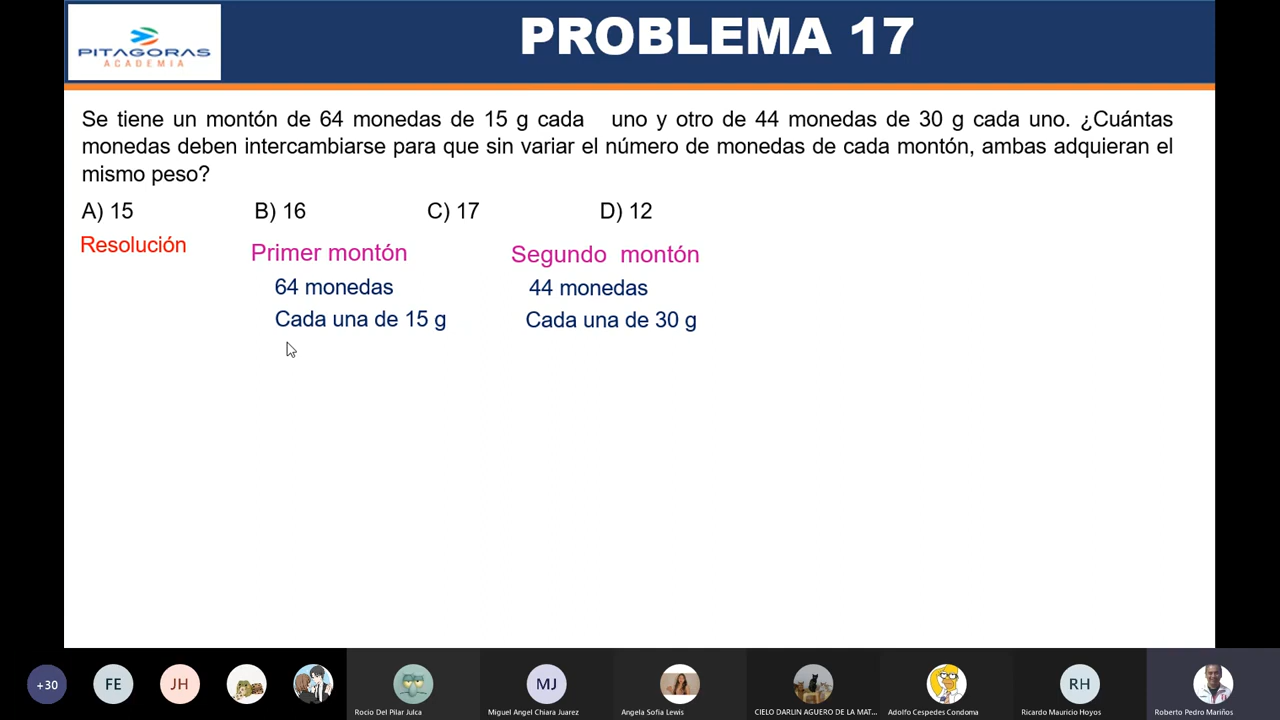 PITAGORAS
ACADEMIA
PROBLEMA 17
Se tiene un montón de 64 monedas de 15 g cada uno y otro de 44 monedas de 30 g cada uno. ¿Cuántas
monedas deben intercambiarse para que sin variar el número de monedas de cada montón, ambas adquieran el
mismo peso?
A) 15 B) 16 C) 17 D) 12
Resolución
Primer montón Segundo montón
64 monedas 44 monedas
Cada una de 15 g Cada una de 30 g
+30 FE JH MJ RH
Rocio Del Pilar Julca Miguel Angel Chiara Juarez Angela Sofia Lewis CIELO DARLIN AGUERO DE LA MAT... Adolfo Cespedes Condoma Ricardo Mauricio Hoyos Roberto Pedro Mariños